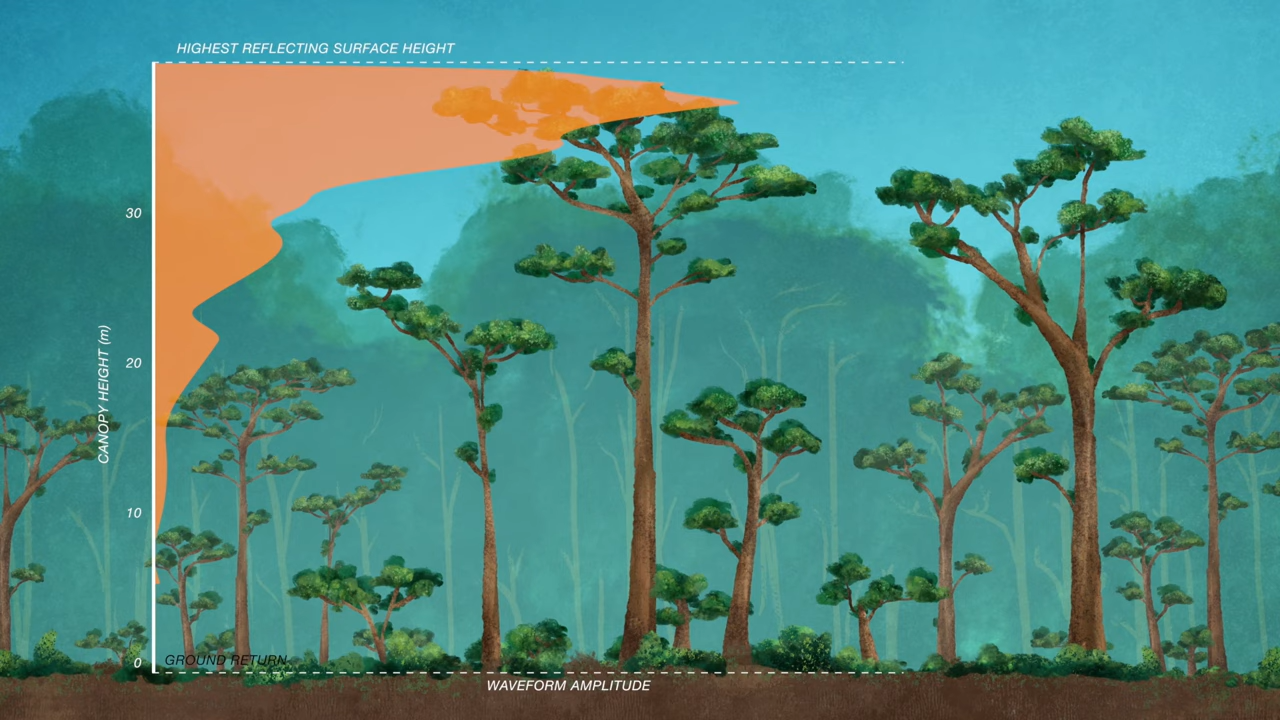 HIGHEST REFLECTING SURFACE HEIGHT
30
20
CANOPY HEIGHT (m)
10
0
GROUND RETURN
WAVEFORM AMPLITUDE